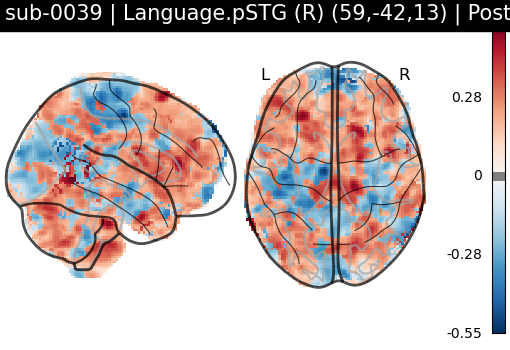 sub-0039 | Language.pSTG (R) (59,-42,13) | Post
L
R
0.28
0
-0.28
-0.55